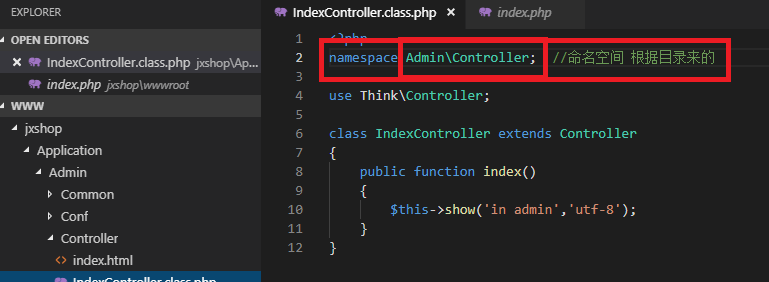 EXPLORER
OPEN EDITORS
IndexController.class.php jxshop\Ap...
index.php jxshop\wwwroot
WWW
jxshop
Application
Admin
Common
Conf
Controller
index.html
IndexController.class.php
IndexController.class.php
index.php
1 <?php
2 namespace Admin\Controller; //命名空间 根据目录来的
3
4 use Think\Controller;
5
6 class IndexController extends Controller
7 {
8 public function index()
9 {
10 $this->show('in admin','utf-8');
11 }
12 }